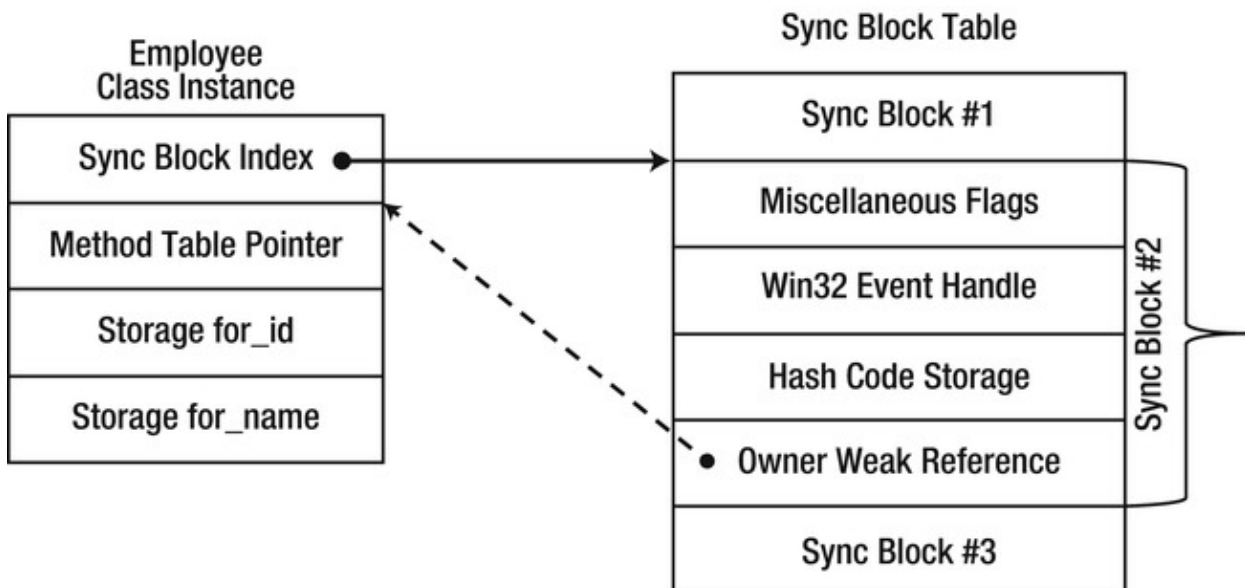 Employee
Class Instance
Sync Block Index
Method Table Pointer
Storage for_id
Storage for_name
Sync Block Table
Sync Block #1
Miscellaneous Flags
Win32 Event Handle
Hash Code Storage
Owner Weak Reference
Sync Block #3
Sync Block #2